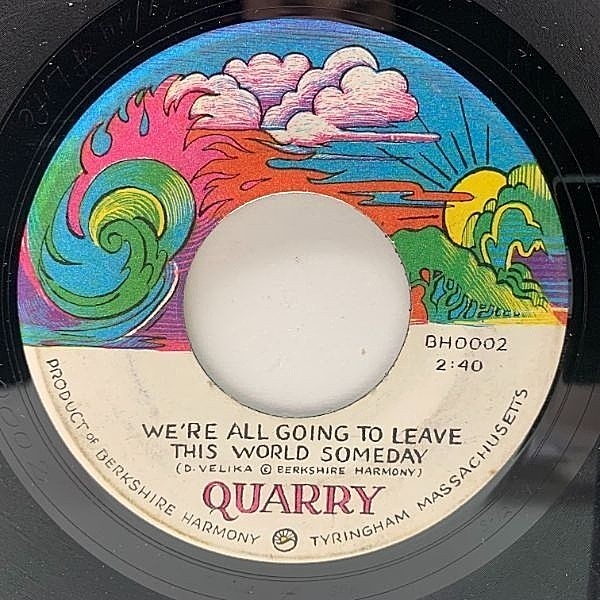 BH0002
2:40
WE'RE ALL GOING TO LEAVE
THIS WORLD SOMEDAY
(D. VELIKA © BERKSHIRE HARMONY)
QUARRY
PRODUCT of BERKSHIRE HARMONY TYRINGHAM MASSACHUSETTS